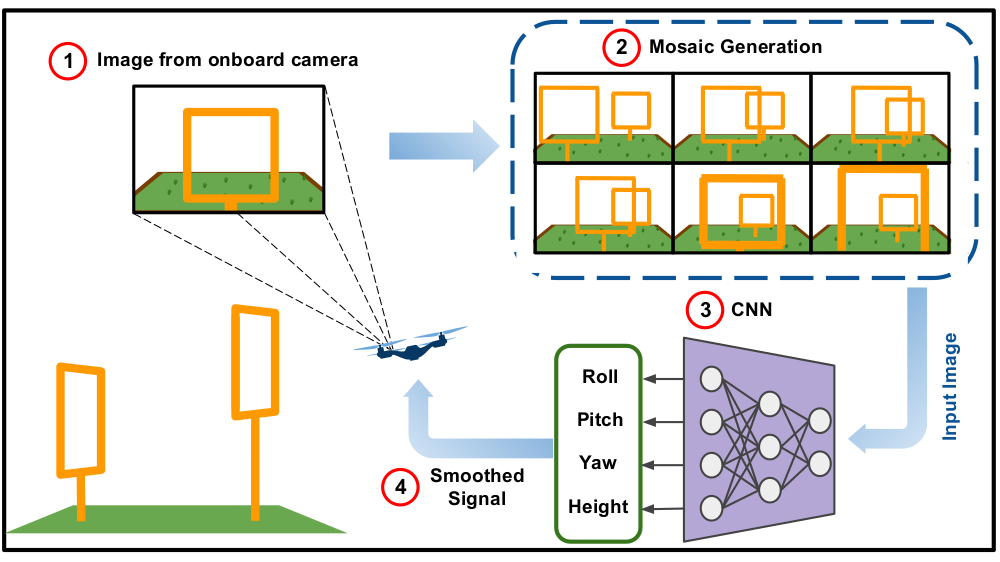 1 Image from onboard camera
2 Mosaic Generation
3 CNN
Input Image
Roll
Pitch
Yaw
Height
4 Smoothed
Signal